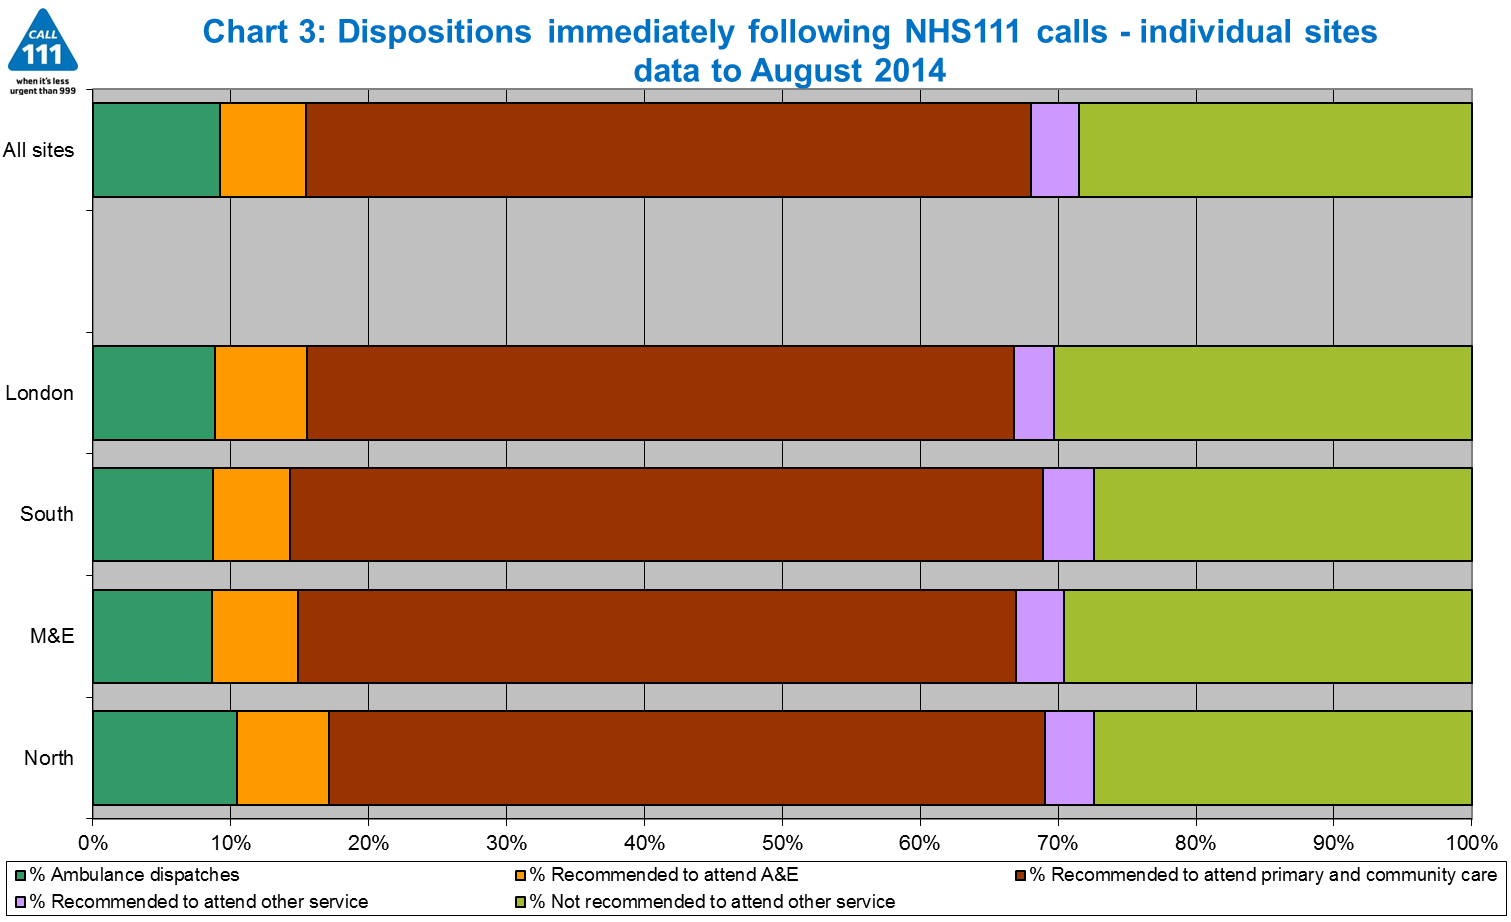 CALL
111
when it's less
urgent than 999
Chart 3: Dispositions immediately following NHS111 calls - individual sites
data to August 2014
All sites
London
South
M&E
North
0% 10% 20% 30% 40% 50% 60% 70% 80% 90% 100%
% Ambulance dispatches % Recommended to attend A&E % Recommended to attend primary and community care
% Recommended to attend other service % Not recommended to attend other service